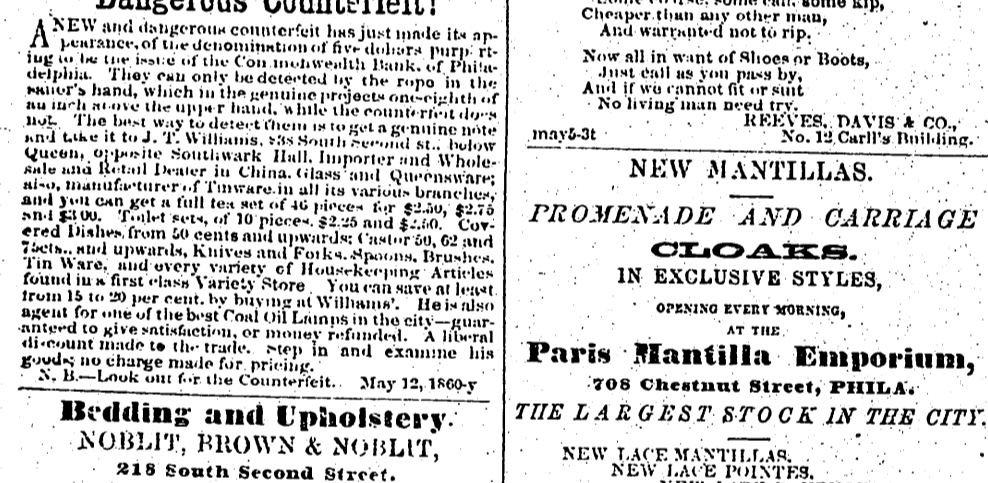 Dangerous Counterfeit!
A NEW and dangerous counterfeit has just made its ap-
pearance, of the denomination of five dollars purp rt-
ing to be the issue of the Con monwealth Bank, of Phila-
delphia. They can only be detected by the rope in the
sailor's hand, which in the genuine projects one-eighth of
an inch above the upper hand, while the counterfeit does
not. The best way to detect them is to get a genuine note
and take it to J. T. Williams, South Second st., below
Queen, opposite Southwark Hall, Importer and Whole-
sale and Retail Dealer in China, Glass and Queensware;
also, manufacturer of Tinware in all its various branches,
and you can get a full tea set of 46 pieces for $2.50, $2.75
and $3 00. Toilet sets, of 10 pieces, $2.25 and $2.50. Cov-
ered Dishes, from 50 cents and upwards; Castor 50, 62 and
75cts., and upwards, Knives and Forks, Spoons, Brushes,
Tin Ware, and every variety of Housekeeping Articles
found in a first class Variety Store. You can save at least
from 15 to 20 per cent. by buying at Williams'. He is also
agent for one of the best Coal Oil Lamps in the city—guar-
anteed to give satisfaction, or money refunded. A liberal
discount made to the trade. Step in and examine his
goods; no charge made for pricing.
N. B.—Look out for the Counterfeit. May 12, 1860-y
Bedding and Upholstery.
NOBLIT, BROWN & NOBLIT,
218 South Second Street.
some kip,
Cheaper than any other man,
And warranted not to rip.
Now all in want of Shoes or Boots,
Just call as you pass by,
And if we cannot fit or suit
No living man need try.
REEVES, DAVIS & CO.,
may5-3t No. 12 Carll's Building.
NEW MANTILLAS.
PROMENADE AND CARRIAGE
CLOAKS.
IN EXCLUSIVE STYLES,
OPENING EVERY MORNING,
AT THE
Paris Mantilla Emporium,
708 Chestnut Street, PHILA.
THE LARGEST STOCK IN THE CITY.
NEW LACE MANTILLAS.
NEW LACE POINTES.